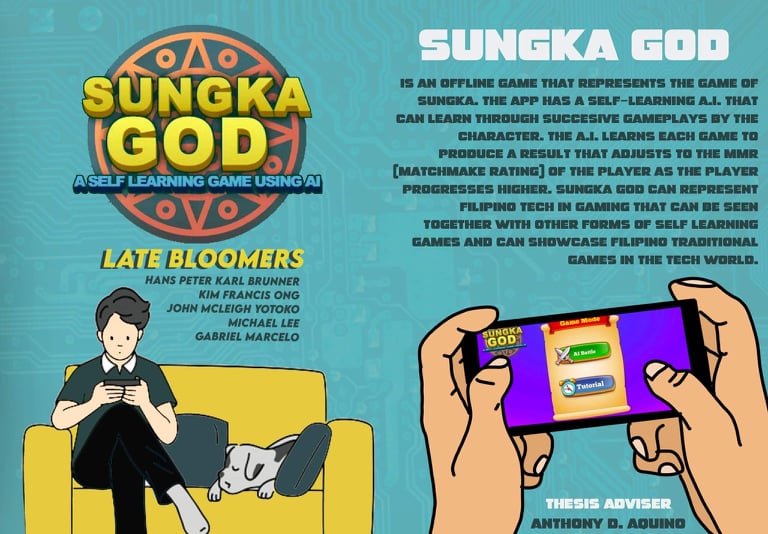 SUNGKA
GOD
A SELF LEARNING GAME USING AI
LATE BLOOMERS
HANS PETER KARL BRUNNER
KIM FRANCIS ONG
JOHN MCLEIGH YOTOKO
MICHAEL LEE
GABRIEL MARCELO
SUNGKA GOD
IS AN OFFLINE GAME THAT REPRESENTS THE GAME OF
SUNGKA. THE APP HAS A SELF-LEARNING A.I. THAT
CAN LEARN THROUGH SUCCESIVE GAMEPLAYS BY THE
CHARACTER. THE A.I. LEARNS EACH GAME TO
PRODUCE A RESULT THAT ADJUSTS TO THE MMR
(MATCHMAKE RATING) OF THE PLAYER AS THE PLAYER
PROGRESSES HIGHER. SUNGKA GOD CAN REPRESENT
FILIPINO TECH IN GAMING THAT CAN BE SEEN
TOGETHER WITH OTHER FORMS OF SELF LEARNING
GAMES AND CAN SHOWCASE FILIPINO TRADITIONAL
GAMES IN THE TECH WORLD.
SUNGKA
GOD
Game Mode
AI Battle
Tutorial
THESIS ADVISER
ANTHONY D. AQUINO